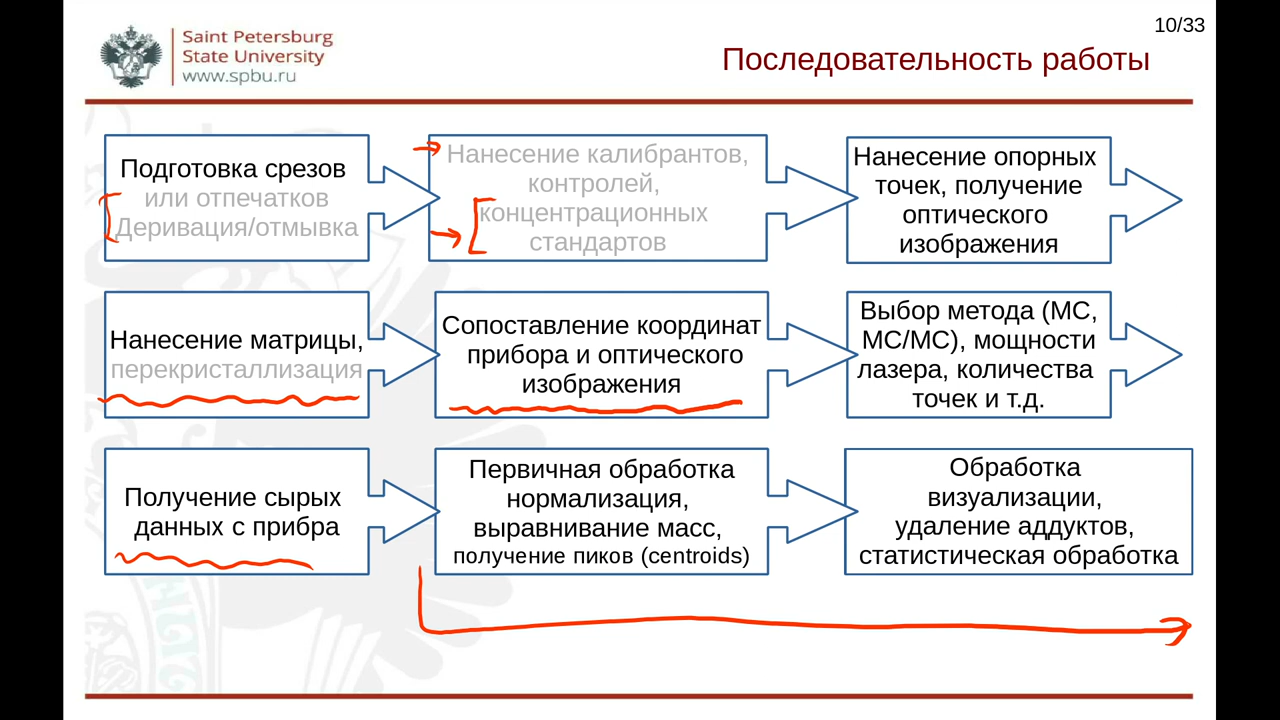 10/33
Saint Petersburg
State University
www.spbu.ru
Последовательность работы
Подготовка срезов
или отпечатков
Деривация/отмывка
Нанесение калибрантов,
контролей,
концентрационных
стандартов
Нанесение опорных
точек, получение
оптического
изображения
Нанесение матрицы,
перекристаллизация
Сопоставление координат
прибора и оптического
изображения
Выбор метода (МС,
МС/МС), мощности
лазера, количества
точек и т.д.
Получение сырых
данных с прибра
Первичная обработка
нормализация,
выравнивание масс,
получение пиков (centroids)
Обработка
визуализации,
удаление аддуктов,
статистическая обработка